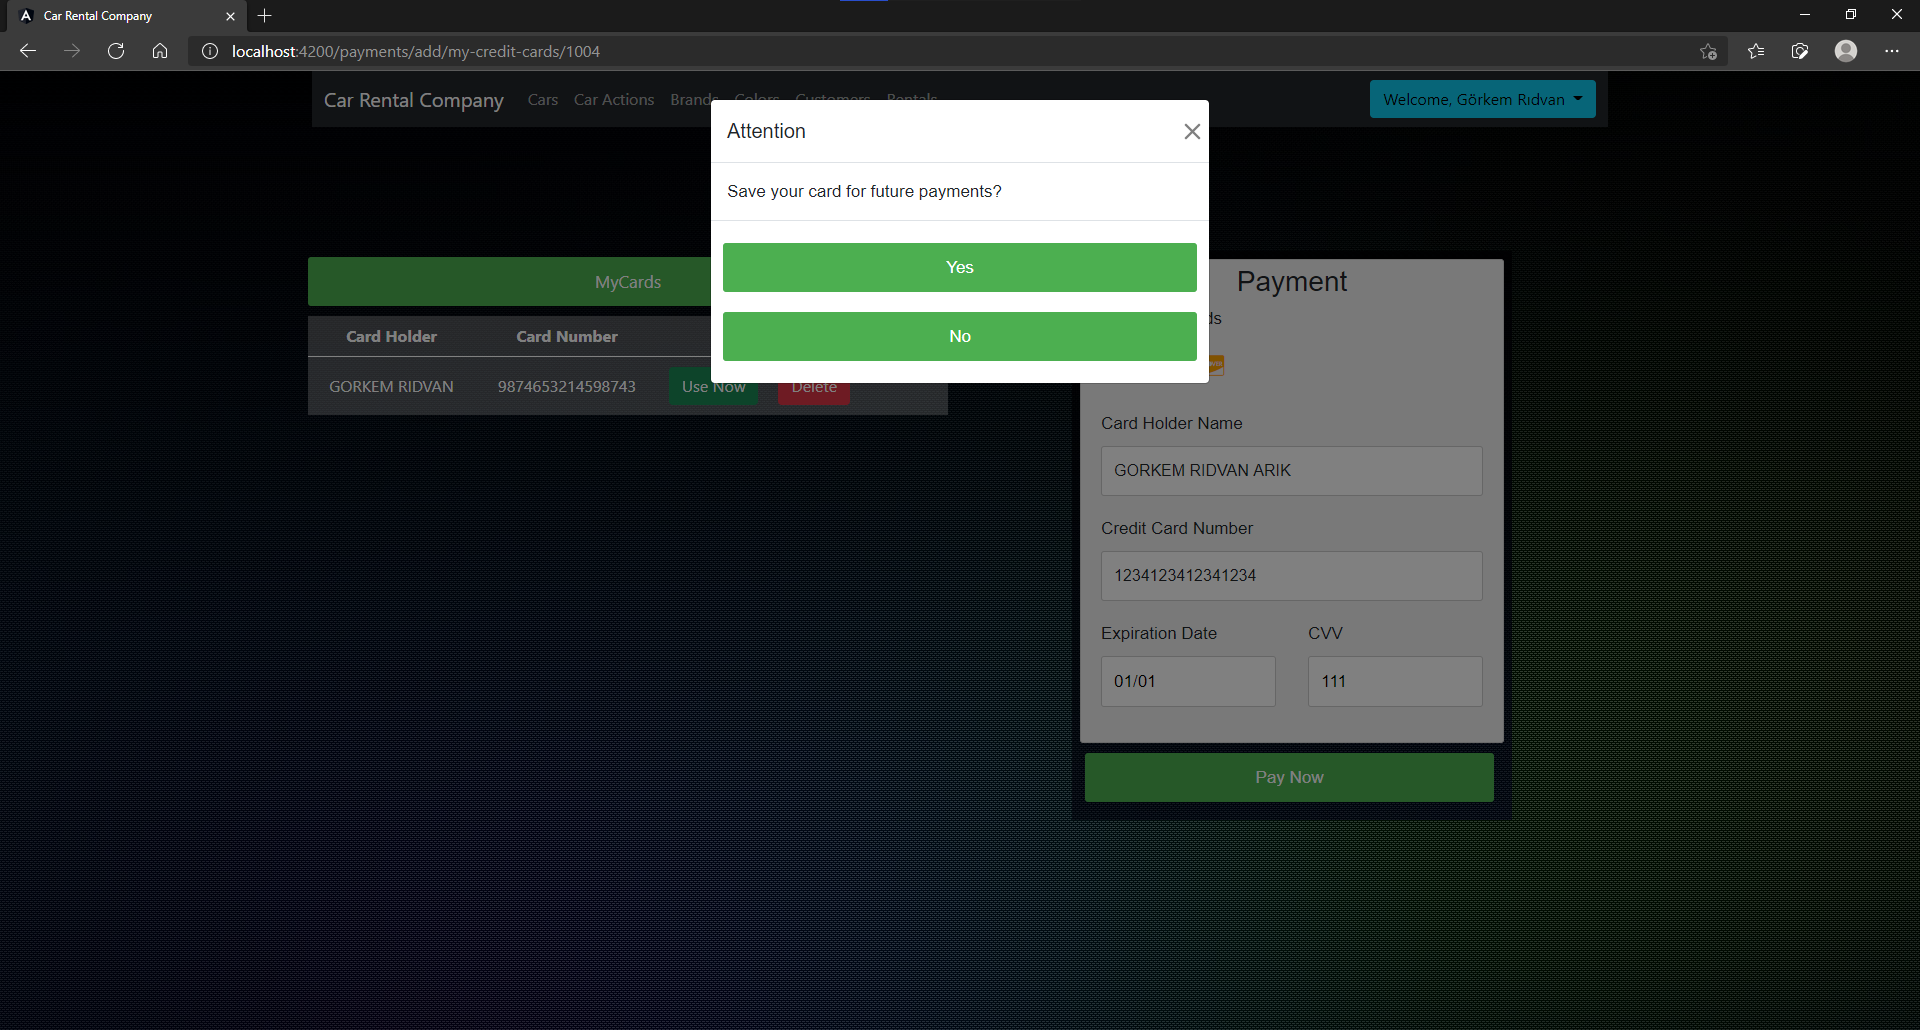 Car Rental Company
localhost:4200/payments/add/my-credit-cards/1004
Car Rental Company Cars Car Actions Brands Colors Customers Rentals Welcome, Görkem Rıdvan
Attention
Save your card for future payments?
Yes
No
MyCards
Card Holder Card Number
GORKEM RIDVAN 9874653214598743 Use Now Delete
Payment
Card Holder Name
GORKEM RIDVAN ARIK
Credit Card Number
1234123412341234
Expiration Date CVV
01/01 111
Pay Now